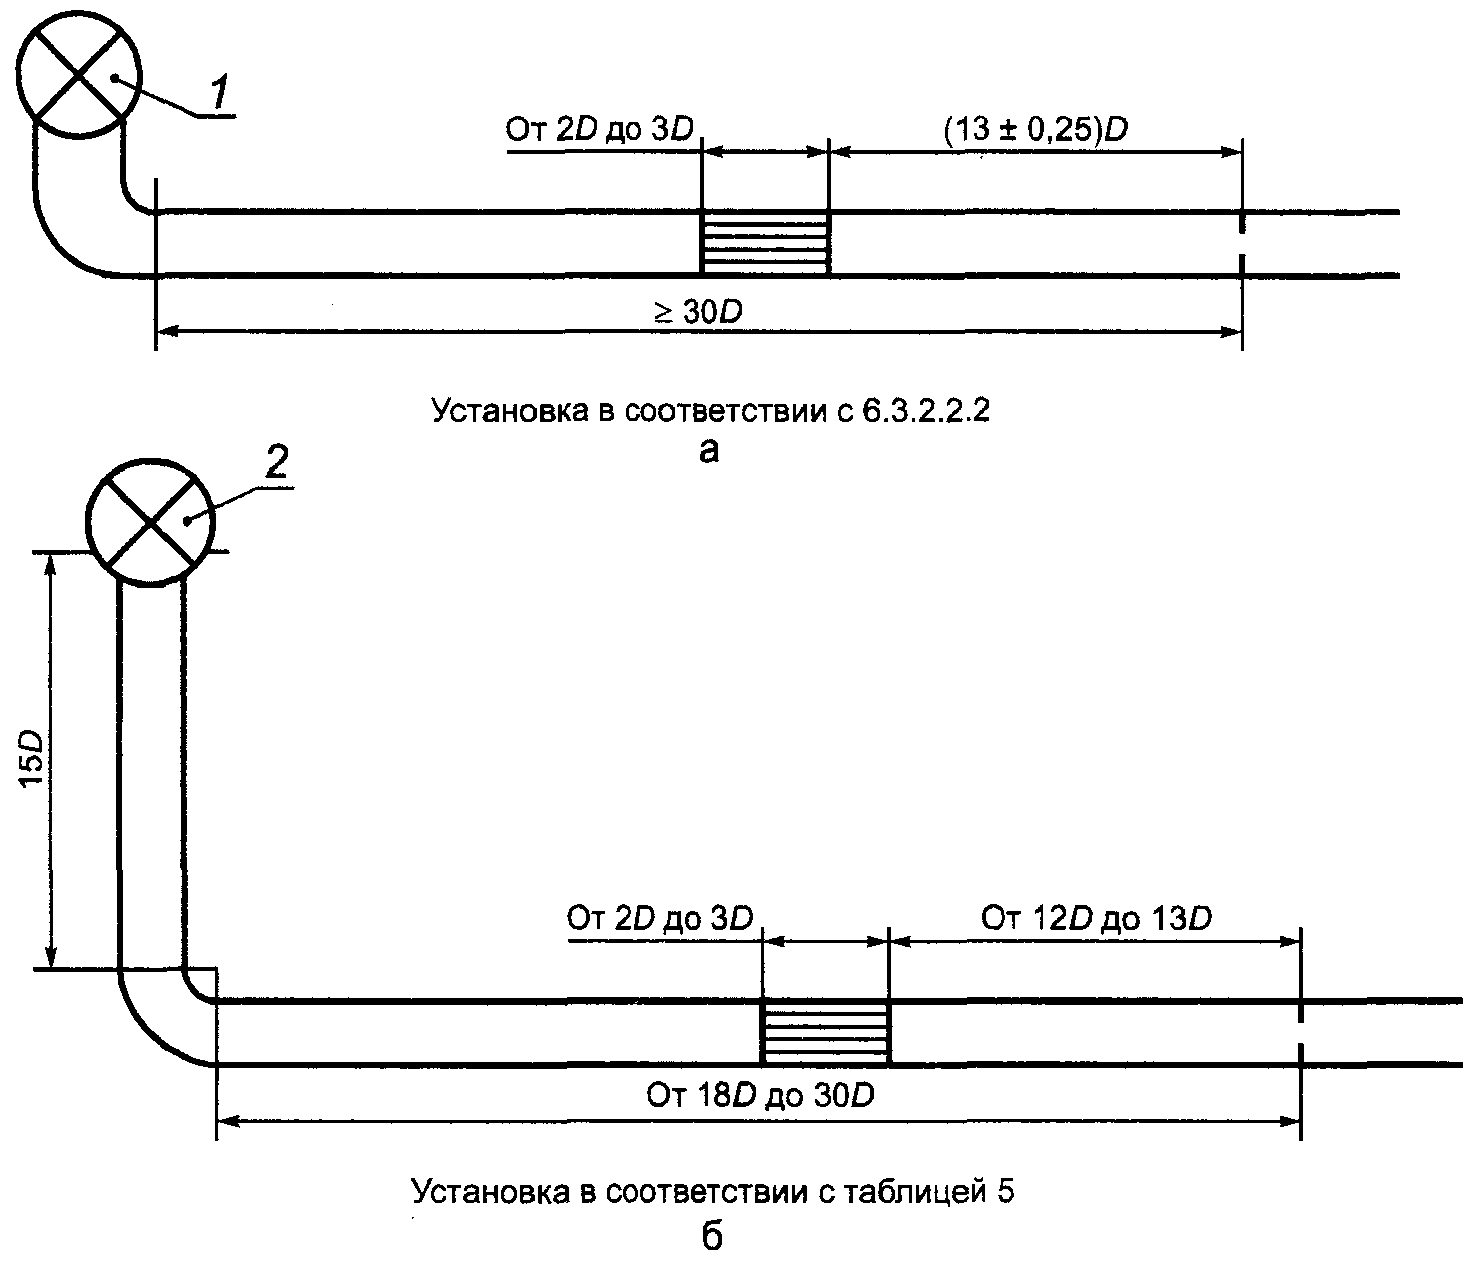 1
От 2D до 3D
(13 ± 0,25)D
≥ 30D
Установка в соответствии с 6.3.2.2.2
а
2
15D
От 2D до 3D
От 12D до 13D
От 18D до 30D
Установка в соответствии с таблицей 5
б